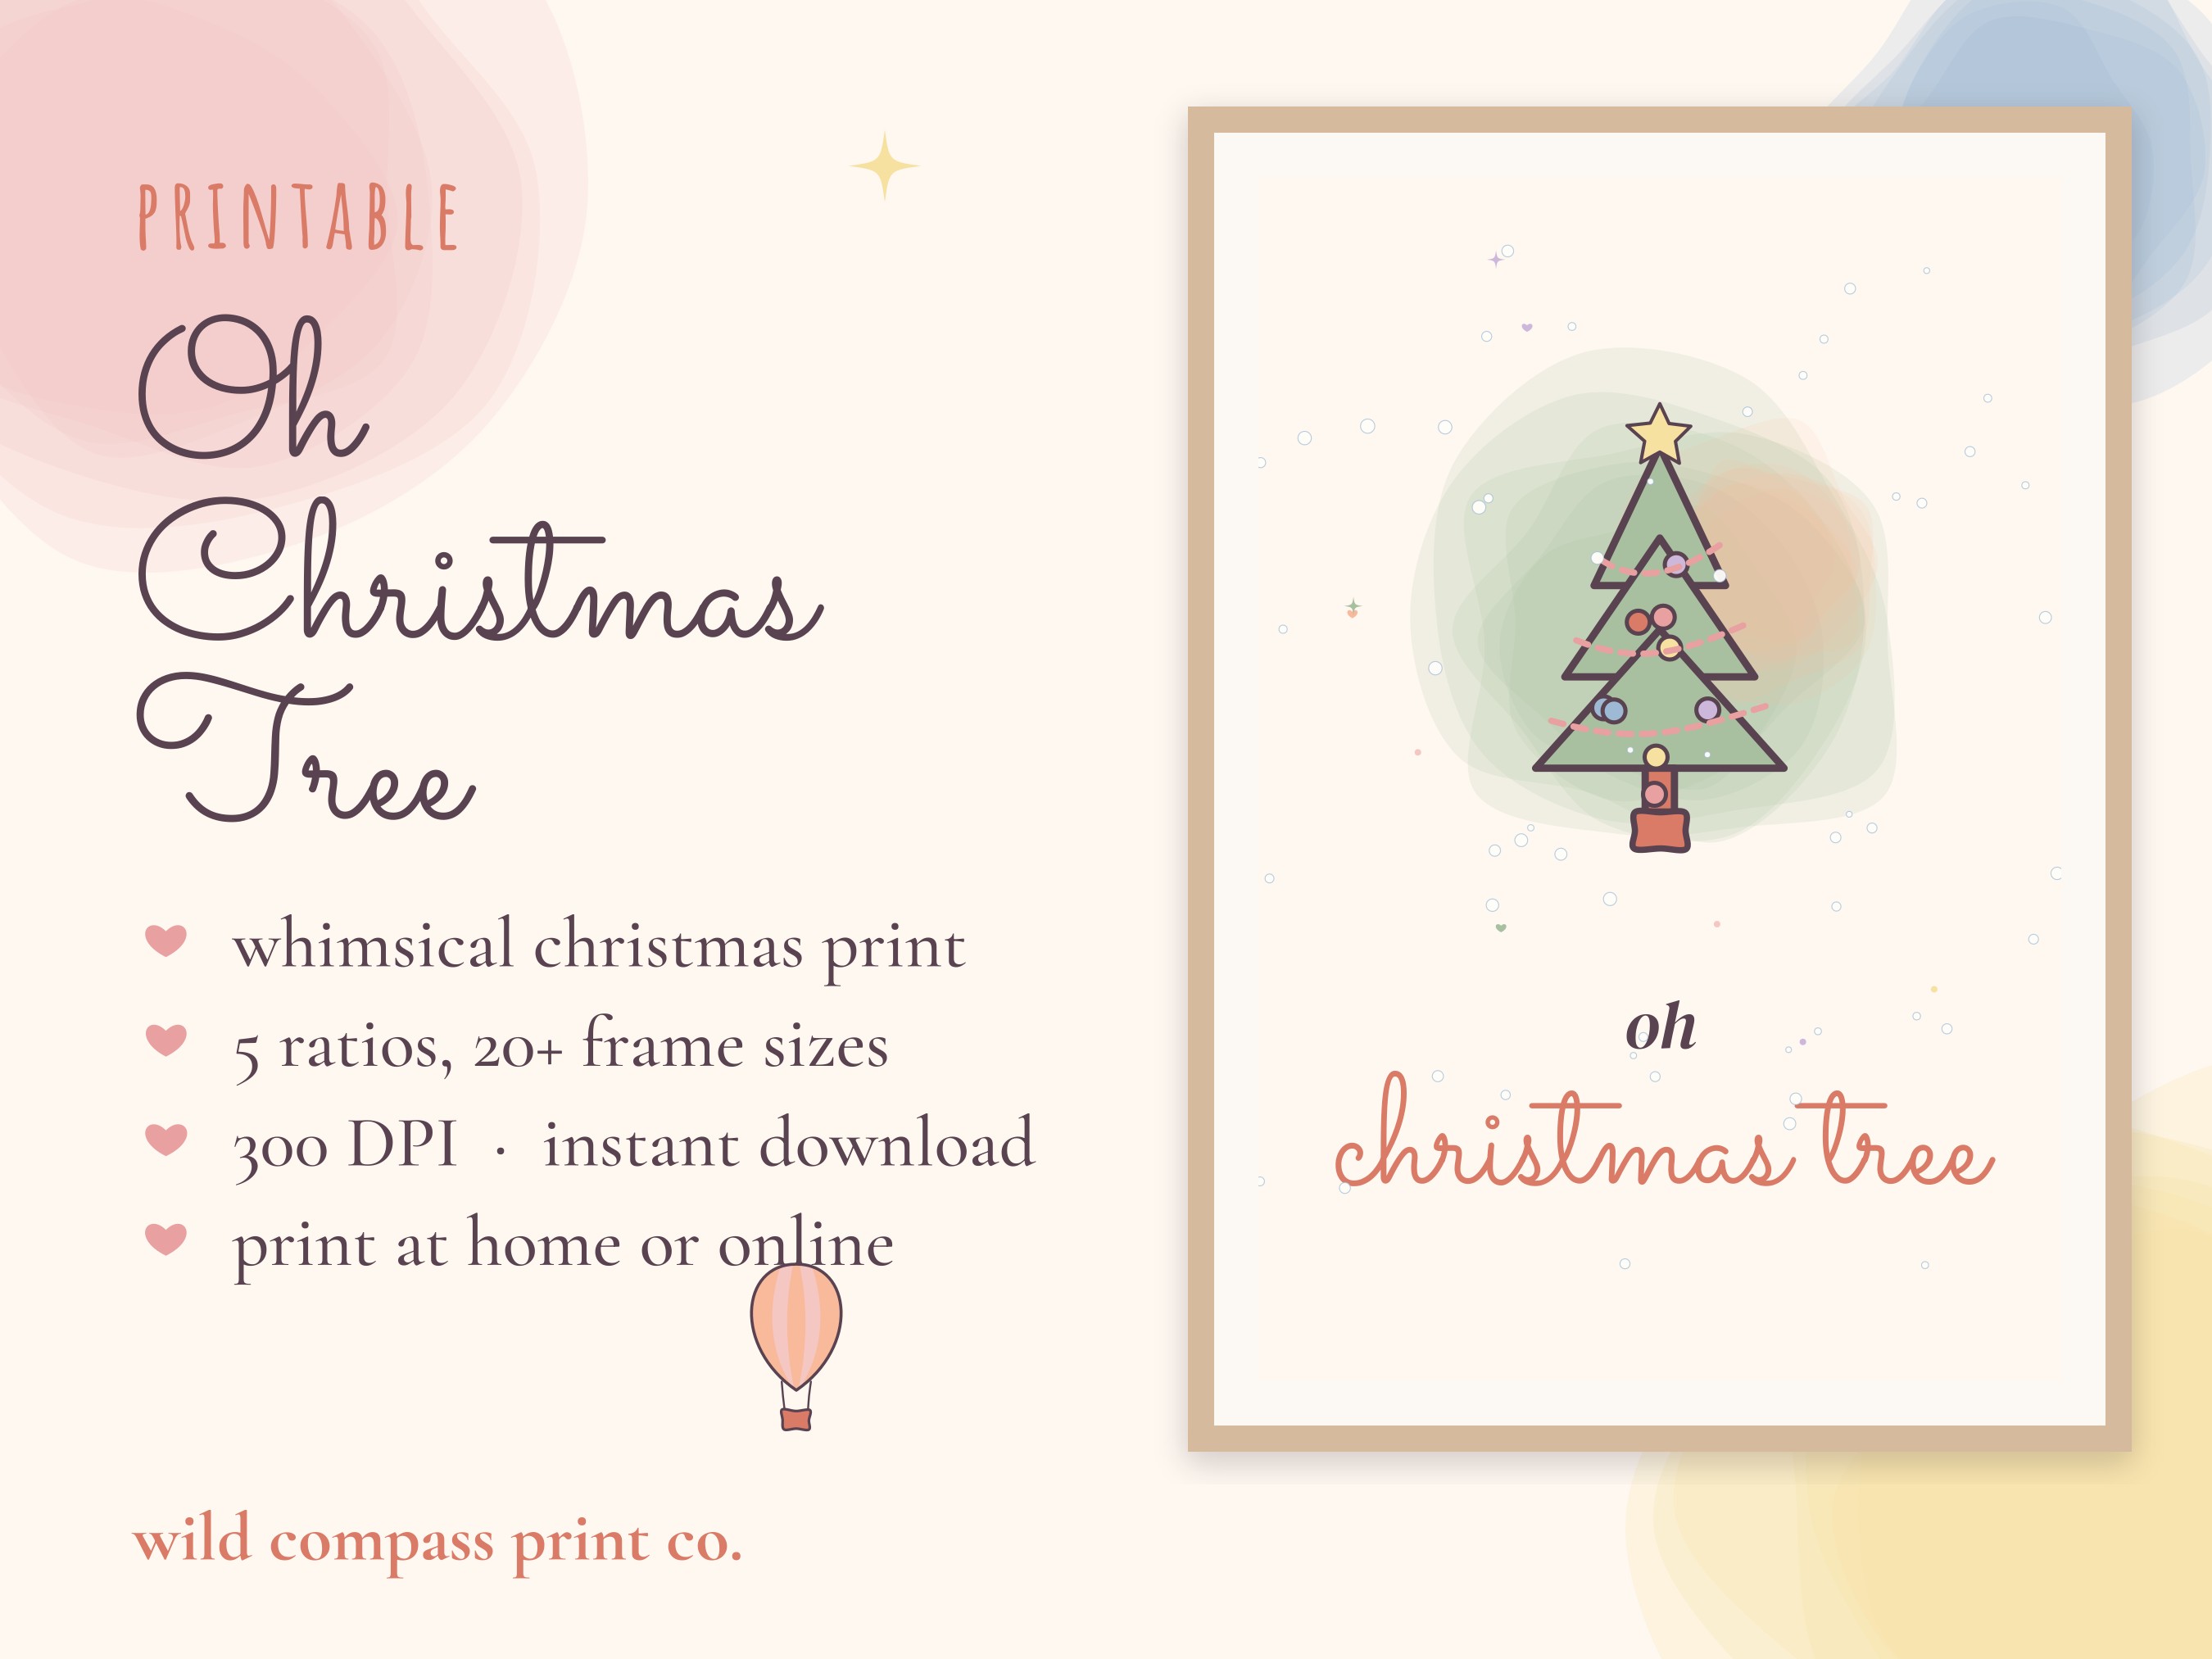 PRINTABLE
Oh
Christmas
Tree
whimsical christmas print
5 ratios, 20+ frame sizes
300 DPI · instant download
print at home or online
wild compass print co.
oh
christmas tree